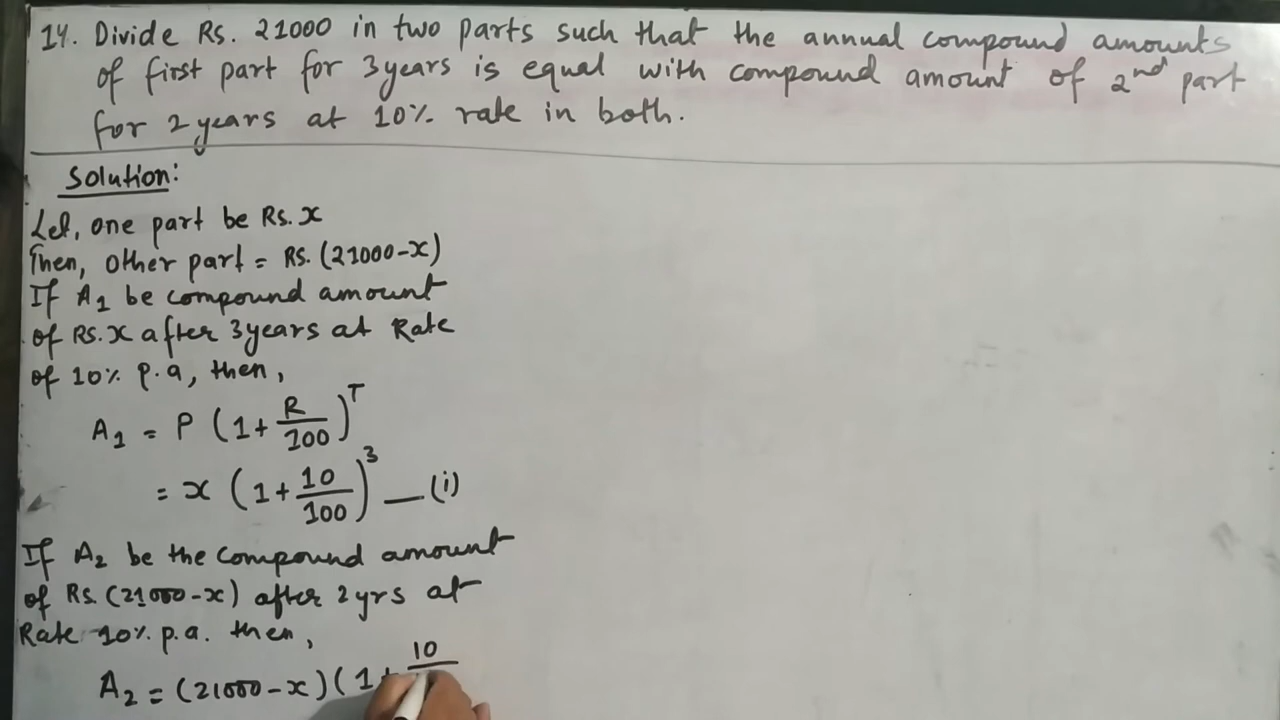 14. Divide Rs. 21000 in two parts such that the annual compound amounts
of first part for 3 years is equal with compound amount of 2nd part
for 2 years at 10% rate in both.
Solution:
Let, one part be Rs. x
Then, other part = Rs. (21000-x)
If A₁ be compound amount
of Rs. x after 3 years at Rate
of 10% p.a, then,
A₁ = P (1 + R/100)^T
= x (1 + 10/100)^3 — (i)
If A₂ be the compound amount
of Rs. (21000-x) after 2 yrs at
Rate 10% p.a. then,
A₂ = (21000-x) (1+ 10